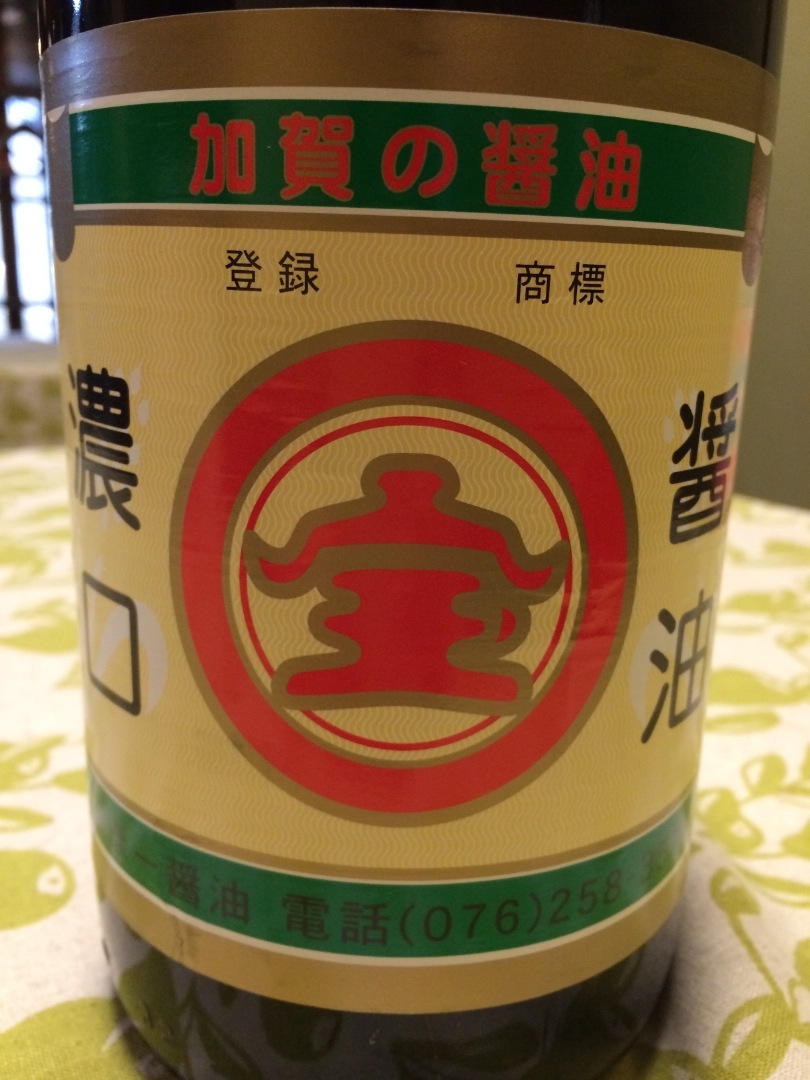 加賀の醤油
登録 商標
濃口
醤油
宝
醤油 電話(076)258